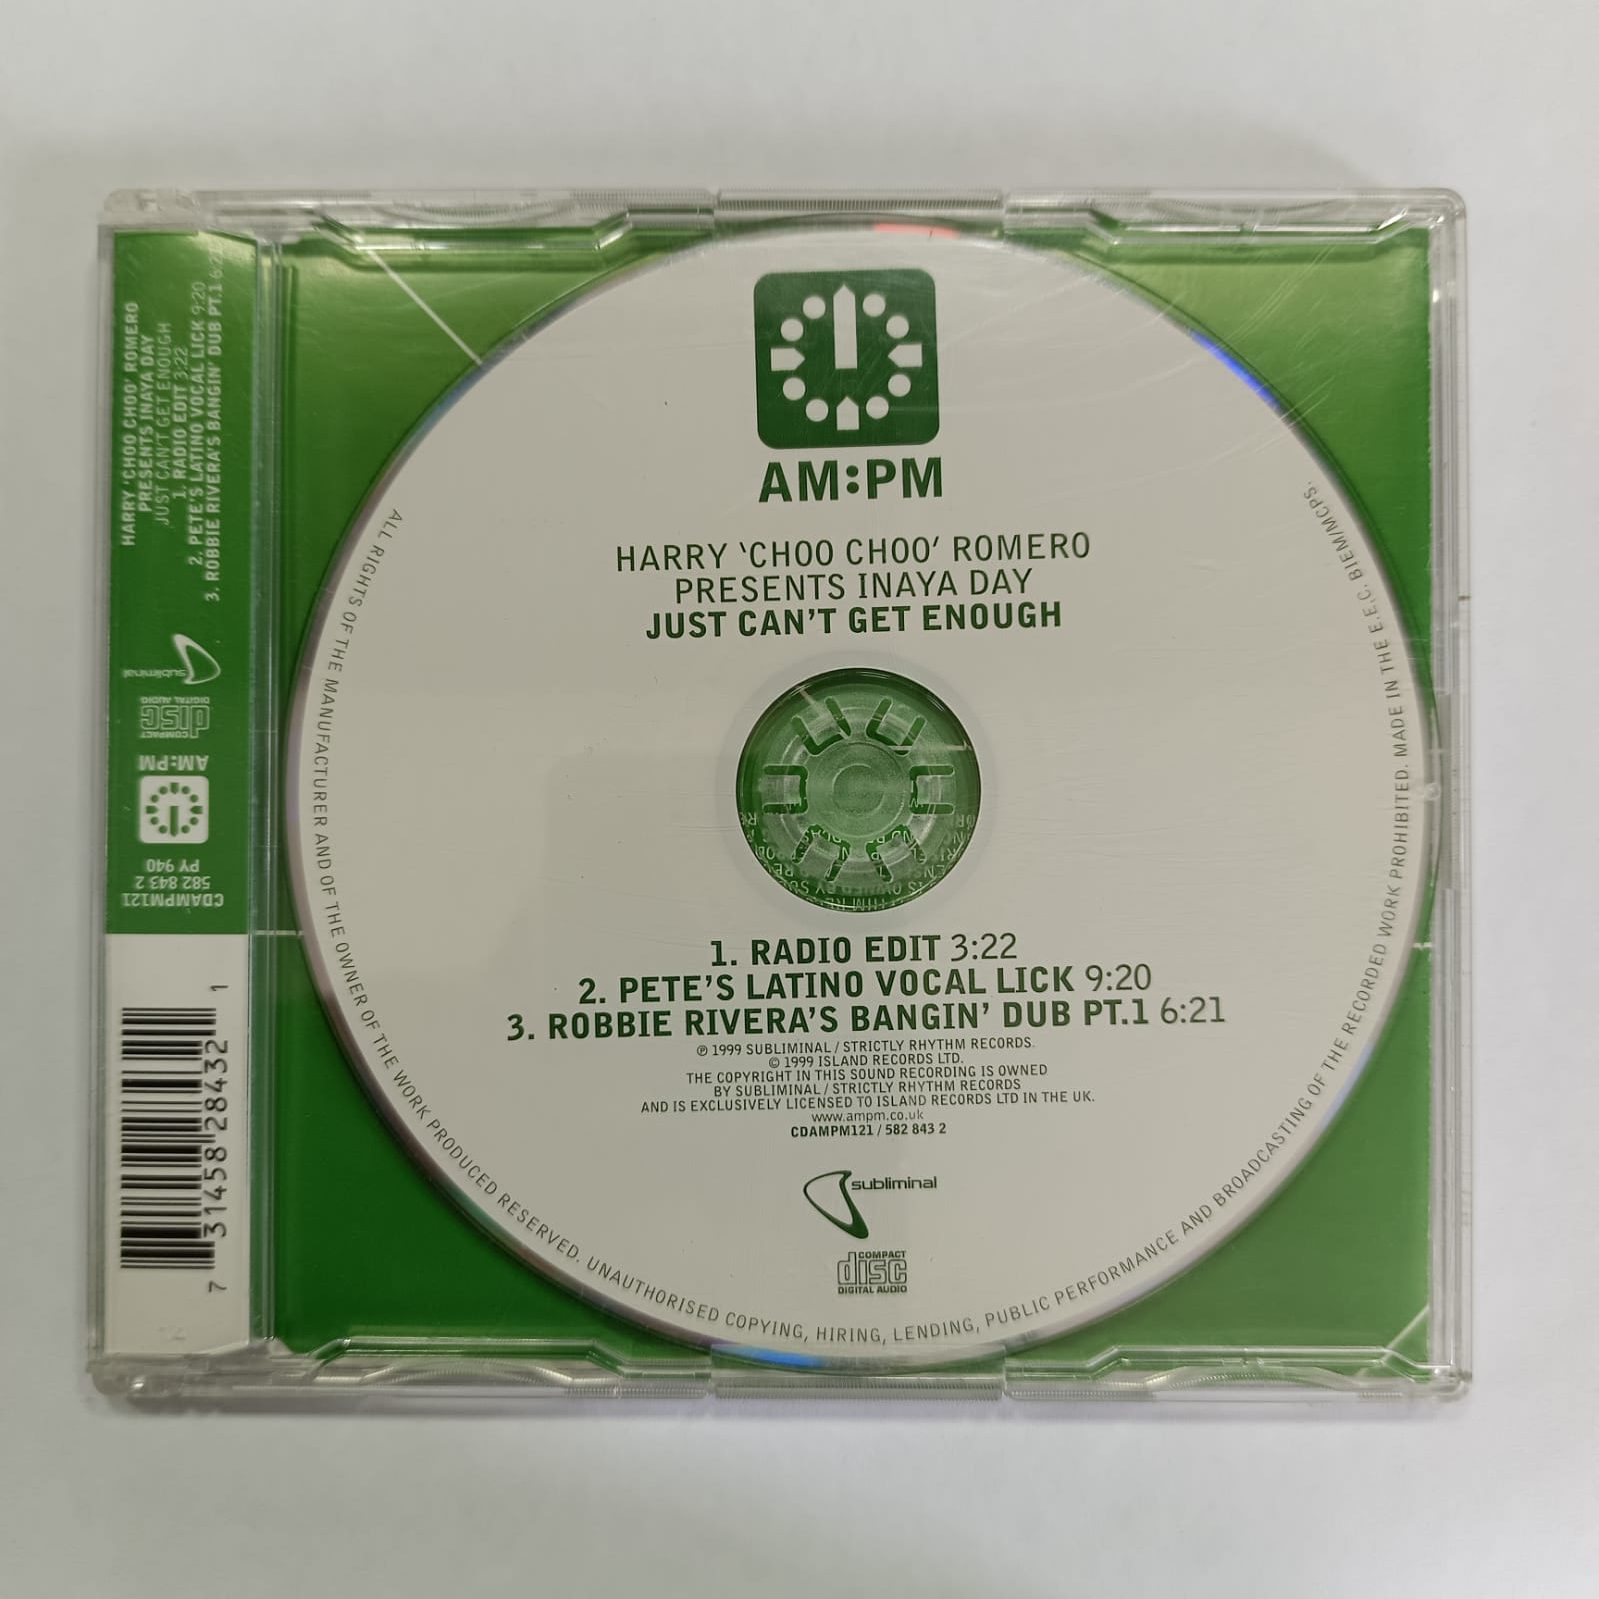 HARRY 'CHOO CHOO' ROMERO
PRESENTS INAYA DAY
JUST CAN'T GET ENOUGH
1. RADIO EDIT 3:22
2. PETE'S LATINO VOCAL LICK 9:20
3. ROBBIE RIVERA'S BANGIN' DUB PT.1
subliminal
COMPACT
disc
DIGITAL AUDIO
AM:PM
PY 940
582 843 2
CDAMPM121
7 31458 28432 1
AM:PM
HARRY 'CHOO CHOO' ROMERO
PRESENTS INAYA DAY
JUST CAN'T GET ENOUGH
1. RADIO EDIT 3:22
2. PETE'S LATINO VOCAL LICK 9:20
3. ROBBIE RIVERA'S BANGIN' DUB PT.1 6:21
℗ 1999 SUBLIMINAL / STRICTLY RHYTHM RECORDS.
© 1999 ISLAND RECORDS LTD.
THE COPYRIGHT IN THIS SOUND RECORDING IS OWNED
BY SUBLIMINAL / STRICTLY RHYTHM RECORDS
AND IS EXCLUSIVELY LICENSED TO ISLAND RECORDS LTD IN THE UK.
www.ampm.co.uk
CDAMPM121 / 582 843 2
subliminal
COMPACT
disc
DIGITAL AUDIO
ALL RIGHTS OF THE MANUFACTURER AND OF THE OWNER OF THE WORK PRODUCED RESERVED. UNAUTHORISED COPYING, HIRING, LENDING, PUBLIC PERFORMANCE AND BROADCASTING OF THE RECORDED WORK PROHIBITED. MADE IN THE E.E.C. BIEM/MCPS.